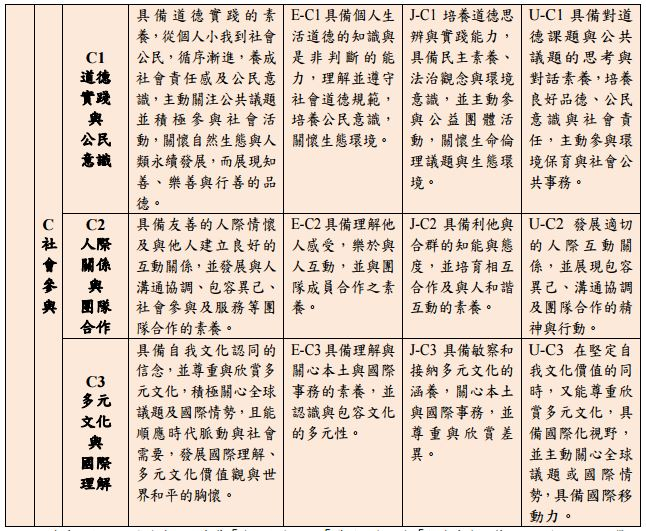 C
社
會
參
與
C1
道德
實踐
與
公民
意識
具備道德實踐的素
養，從個人小我到社會
公民，循序漸進，養成
社會責任感及公民意
識，主動關注公共議題
並積極參與社會活
動，關懷自然生態與人
類永續發展，而展現知
善、樂善與行善的品
德。
E-C1 具備個人生
活道德的知識與
是非判斷的能
力，理解並遵守
社會道德規範，
培養公民意識，
關懷生態環境。
J-C1 培養道德思
辨與實踐能力，
具備民主素養、
法治觀念與環境
意識，並主動參
與公益團體活
動，關懷生命倫
理議題與生態環
境。
U-C1 具備對道
德課題與公共
議題的思考與
對話素養，培養
良好品德、公民
意識與社會責
任，主動參與環
境保育與社會公
共事務。
C2
人際
關係
與
團隊
合作
具備友善的人際情懷
及與他人建立良好的
互動關係，並發展與人
溝通協調、包容異己、
社會參與及服務等團
隊合作的素養。
E-C2 具備理解他
人感受，樂於與
人互動，並與團
隊成員合作之素
養。
J-C2 具備利他與
合群的知能與態
度，並培育相互
合作及與人和諧
互動的素養。
U-C2 發展適切
的人際互動關
係，並展現包容
異己、溝通協調
及團隊合作的精
神與行動。
C3
多元
文化
與
國際
理解
具備自我文化認同的
信念，並尊重與欣賞多
元文化，積極關心全球
議題及國際情勢，且能
順應時代脈動與社會
需要，發展國際理解、
多元文化價值觀與世
界和平的胸懷。
E-C3 具備理解與
關心本土與國際
事務的素養，並
認識與包容文化
的多元性。
J-C3 具備敏察和
接納多元文化的
涵養，關心本土
與國際事務，並
尊重與欣賞差
異。
U-C3 在堅定自
我文化價值的同
時，又能尊重欣
賞多元文化，具
備國際化視野，
並主動關心全球
議題或國際情
勢，具備國際移
動力。